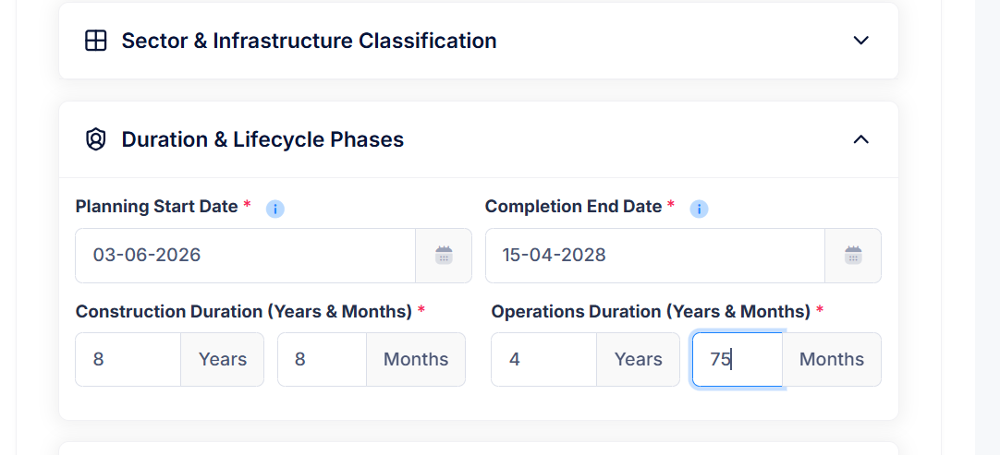 Sector & Infrastructure Classification
Duration & Lifecycle Phases
Planning Start Date * i
Completion End Date * i
03-06-2026
15-04-2028
Construction Duration (Years & Months) *
Operations Duration (Years & Months) *
8 Years 8 Months
4 Years 75 Months